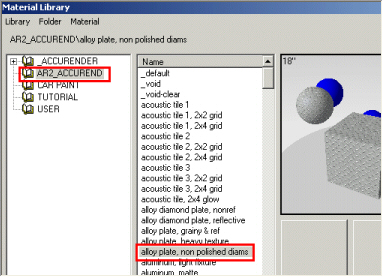 Material Library
Library Folder Material
AR2_ACCUREND\alloy plate, non polished diams
_ACCURENDER
AR2_ACCUREND
CAR PAINT
TUTORIAL
USER
Name
_default
_void
_void-clear
acoustic tile 1
acoustic tile 1, 2x2 grid
acoustic tile 1, 2x4 grid
acoustic tile 2
acoustic tile 2, 2x2 grid
acoustic tile 2, 2x4 grid
acoustic tile 3
acoustic tile 3, 2x2 grid
acoustic tile 3, 2x4 grid
acoustic tile, 2x4 glow
alloy diamond plate, nonref
alloy diamond plate, reflective
alloy plate, grainy & ref
alloy plate, heavy texture
alloy plate, non polished diams
aluminum, light fixture
aluminum, matte
18"